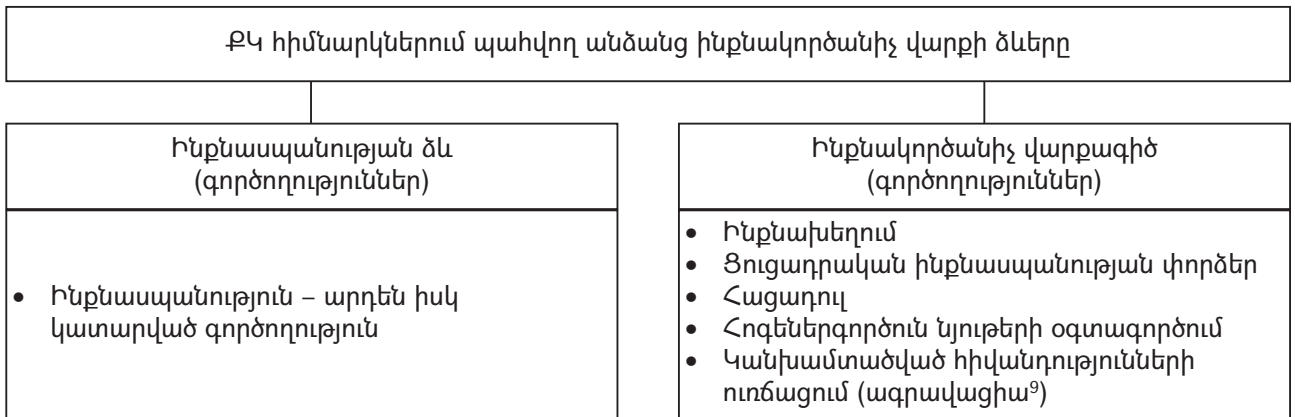 ՔԿ հիմնարկներում պահվող անձանց ինքնակործանիչ վարքի ձևերը
Ինքնասպանության ձև
(գործողություններ)
• Ինքնասպանություն – արդեն իսկ
կատարված գործողություն
Ինքնակործանիչ վարքագիծ
(գործողություններ)
• Ինքնախեղում
• Ցուցադրական ինքնասպանության փորձեր
• Հացադուլ
• Հոգեներգործուն նյութերի օգտագործում
• Կանխամտածված հիվանդությունների
ուռճացում (ագրավացիա⁹)